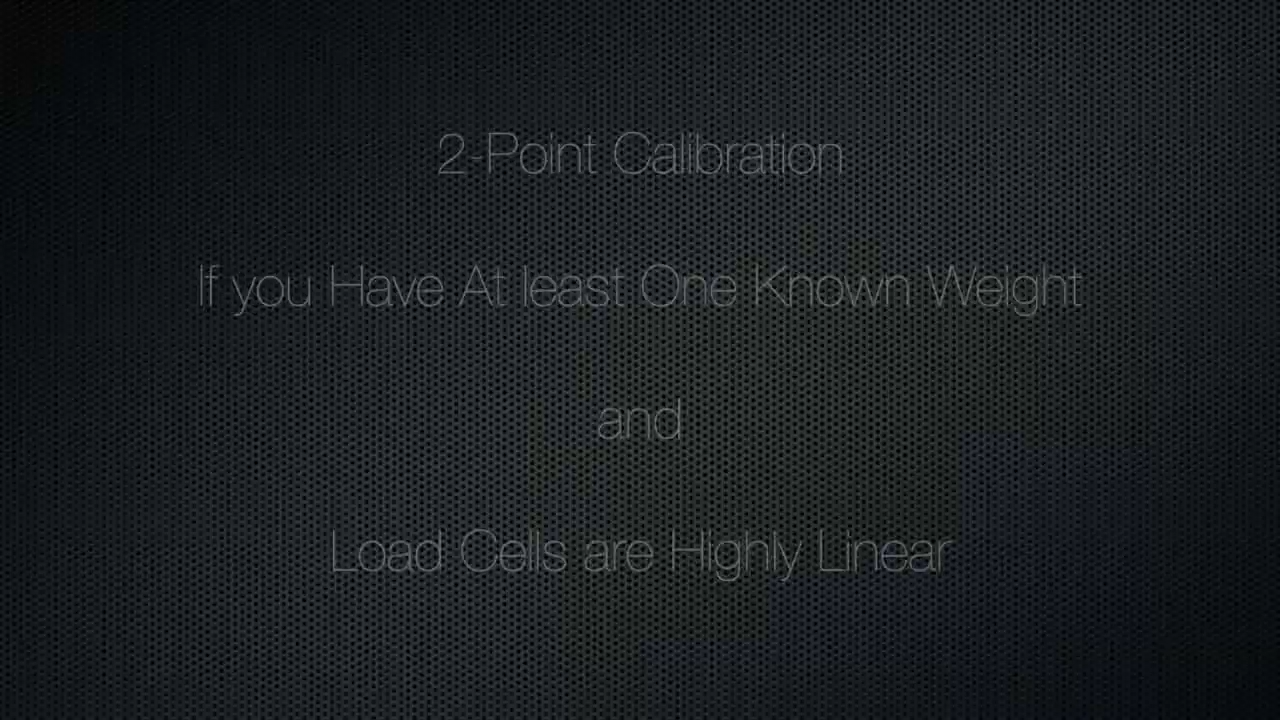 2-Point Calibration
If you Have At least One Known Weight
and
Load Cells are Highly Linear